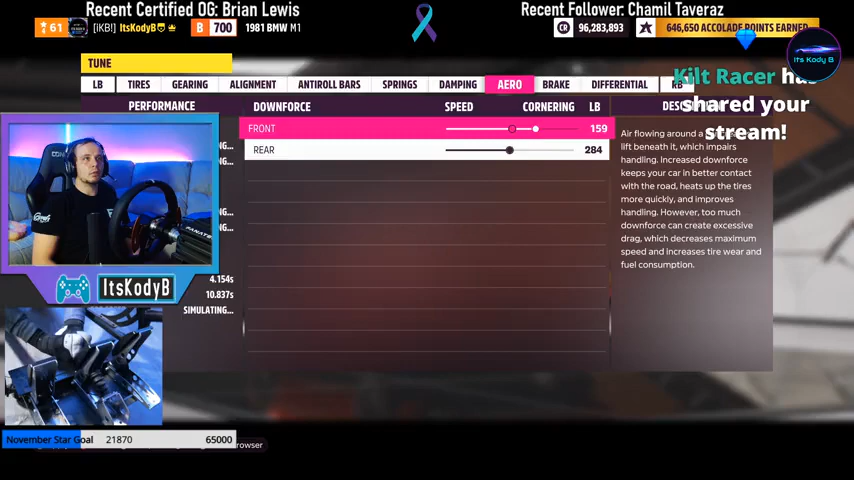 Recent Certified OG: Brian Lewis
Recent Follower: Chamil Taveraz
61 [iKB!] ItsKodyB
B 700 1981 BMW M1
CR 96,283,893
646,650 ACCOLADE POINTS EARNED
Its Kody B
TUNE
LB TIRES GEARING ALIGNMENT ANTIROLL BARS SPRINGS DAMPING AERO BRAKE DIFFERENTIAL RB
Kilt Racer has
shared your
stream!
PERFORMANCE
DOWNFORCE SPEED CORNERING LB
FRONT 159
REAR 284
Air flowing around a
lift beneath it, which impairs
handling. Increased downforce
keeps your car in better contact
with the road, heats up the tires
more quickly, and improves
handling. However, too much
downforce can create excessive
drag, which decreases maximum
speed and increases tire wear and
fuel consumption.
4.154s
10.837s
SIMULATING...
ItsKodyB
November Star Goal 21870 65000
rowser